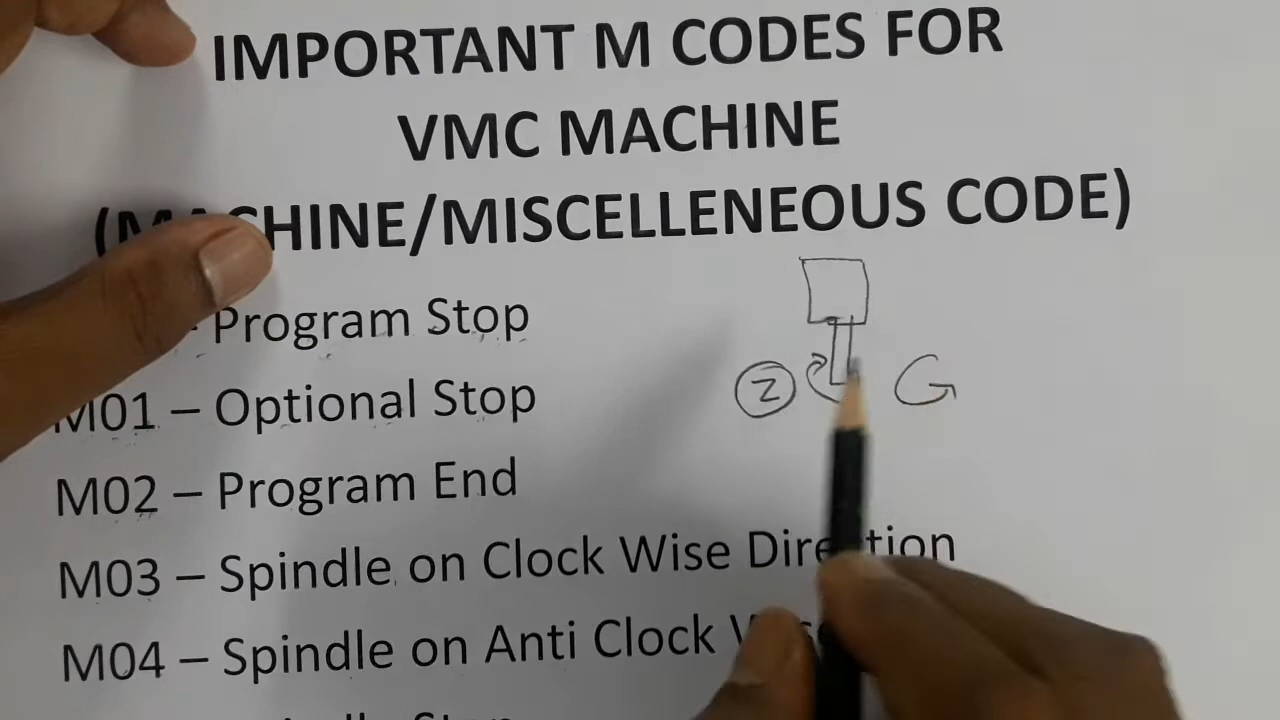 IMPORTANT M CODES FOR
VMC MACHINE
(MACHINE/MISCELLENEOUS CODE)
– Program Stop
M01 – Optional Stop
M02 – Program End
M03 – Spindle on Clock Wise Direction
M04 – Spindle on Anti Clock
Z